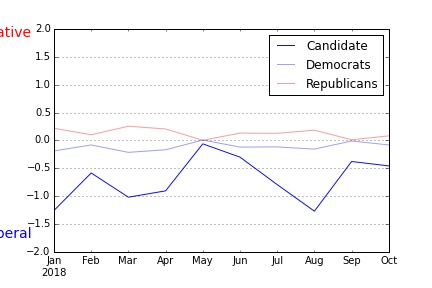 ative
2.0
1.5
1.0
0.5
0.0
−0.5
−1.0
−1.5
−2.0
beral
Candidate
Democrats
Republicans
Jan Feb Mar Apr May Jun Jul Aug Sep Oct
2018